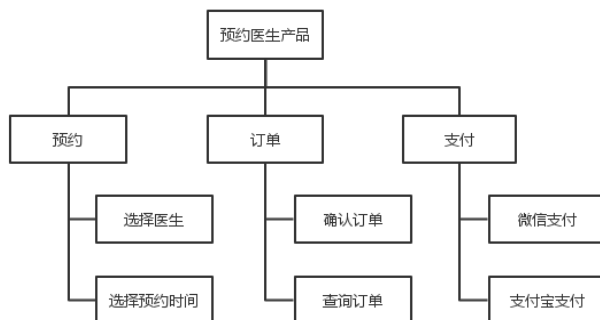 预约医生产品
预约
订单
支付
选择医生
确认订单
微信支付
选择预约时间
查询订单
支付宝支付